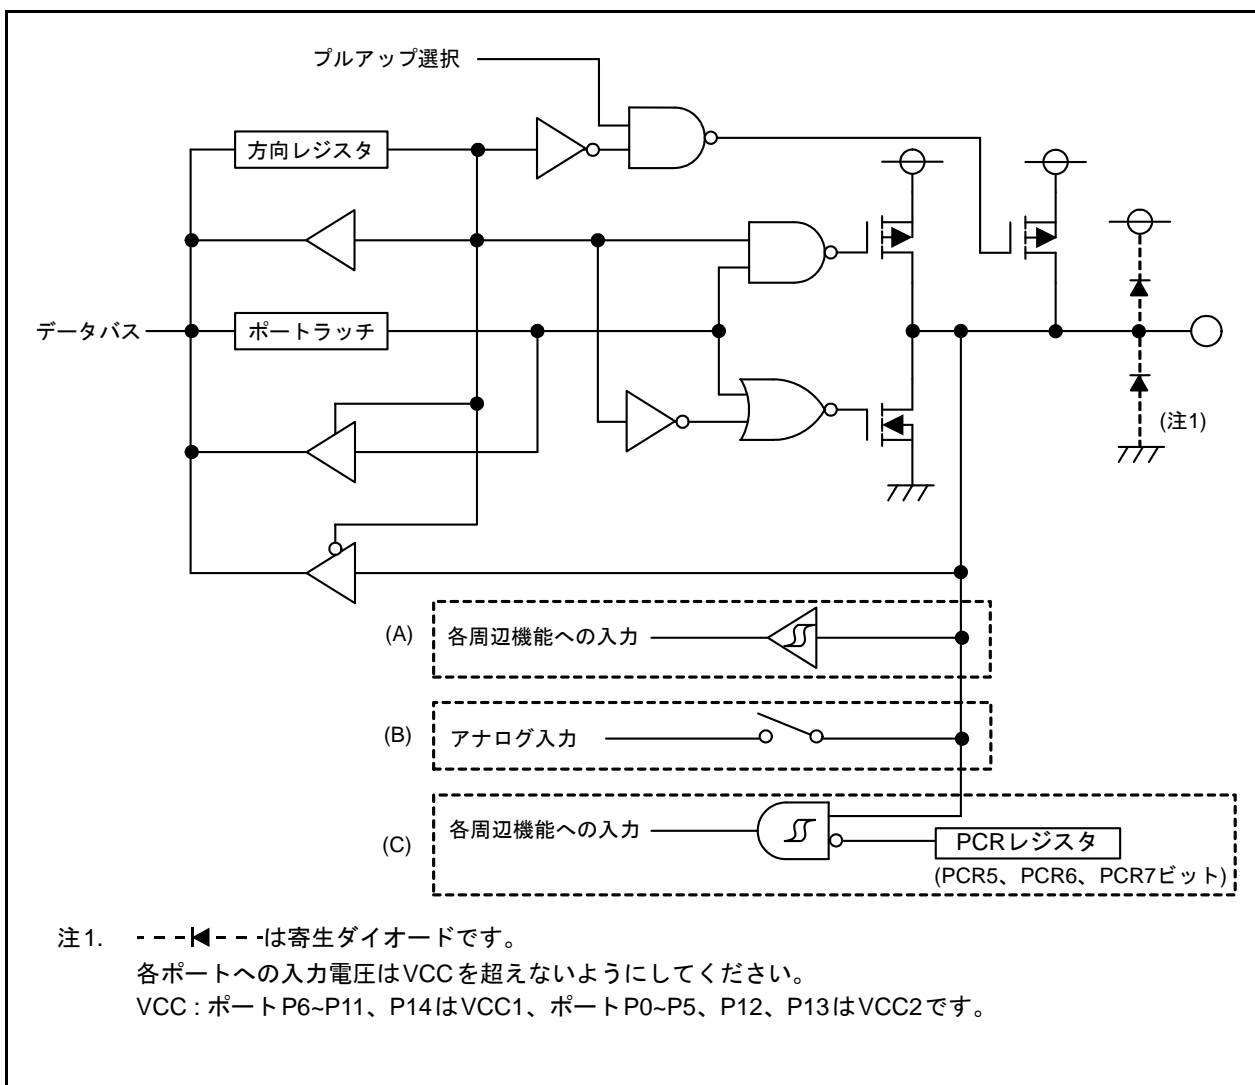 プルアップ選択
方向レジスタ
データバス
ポートラッチ
(注1)
(A)
各周辺機能への入力
(B)
アナログ入力
(C)
各周辺機能への入力
PCRレジスタ
(PCR5、PCR6、PCR7ビット)
注1. は寄生ダイオードです。
各ポートへの入力電圧はVCCを超えないようにしてください。
VCC : ポートP6~P11、P14はVCC1、ポートP0~P5、P12、P13はVCC2です。